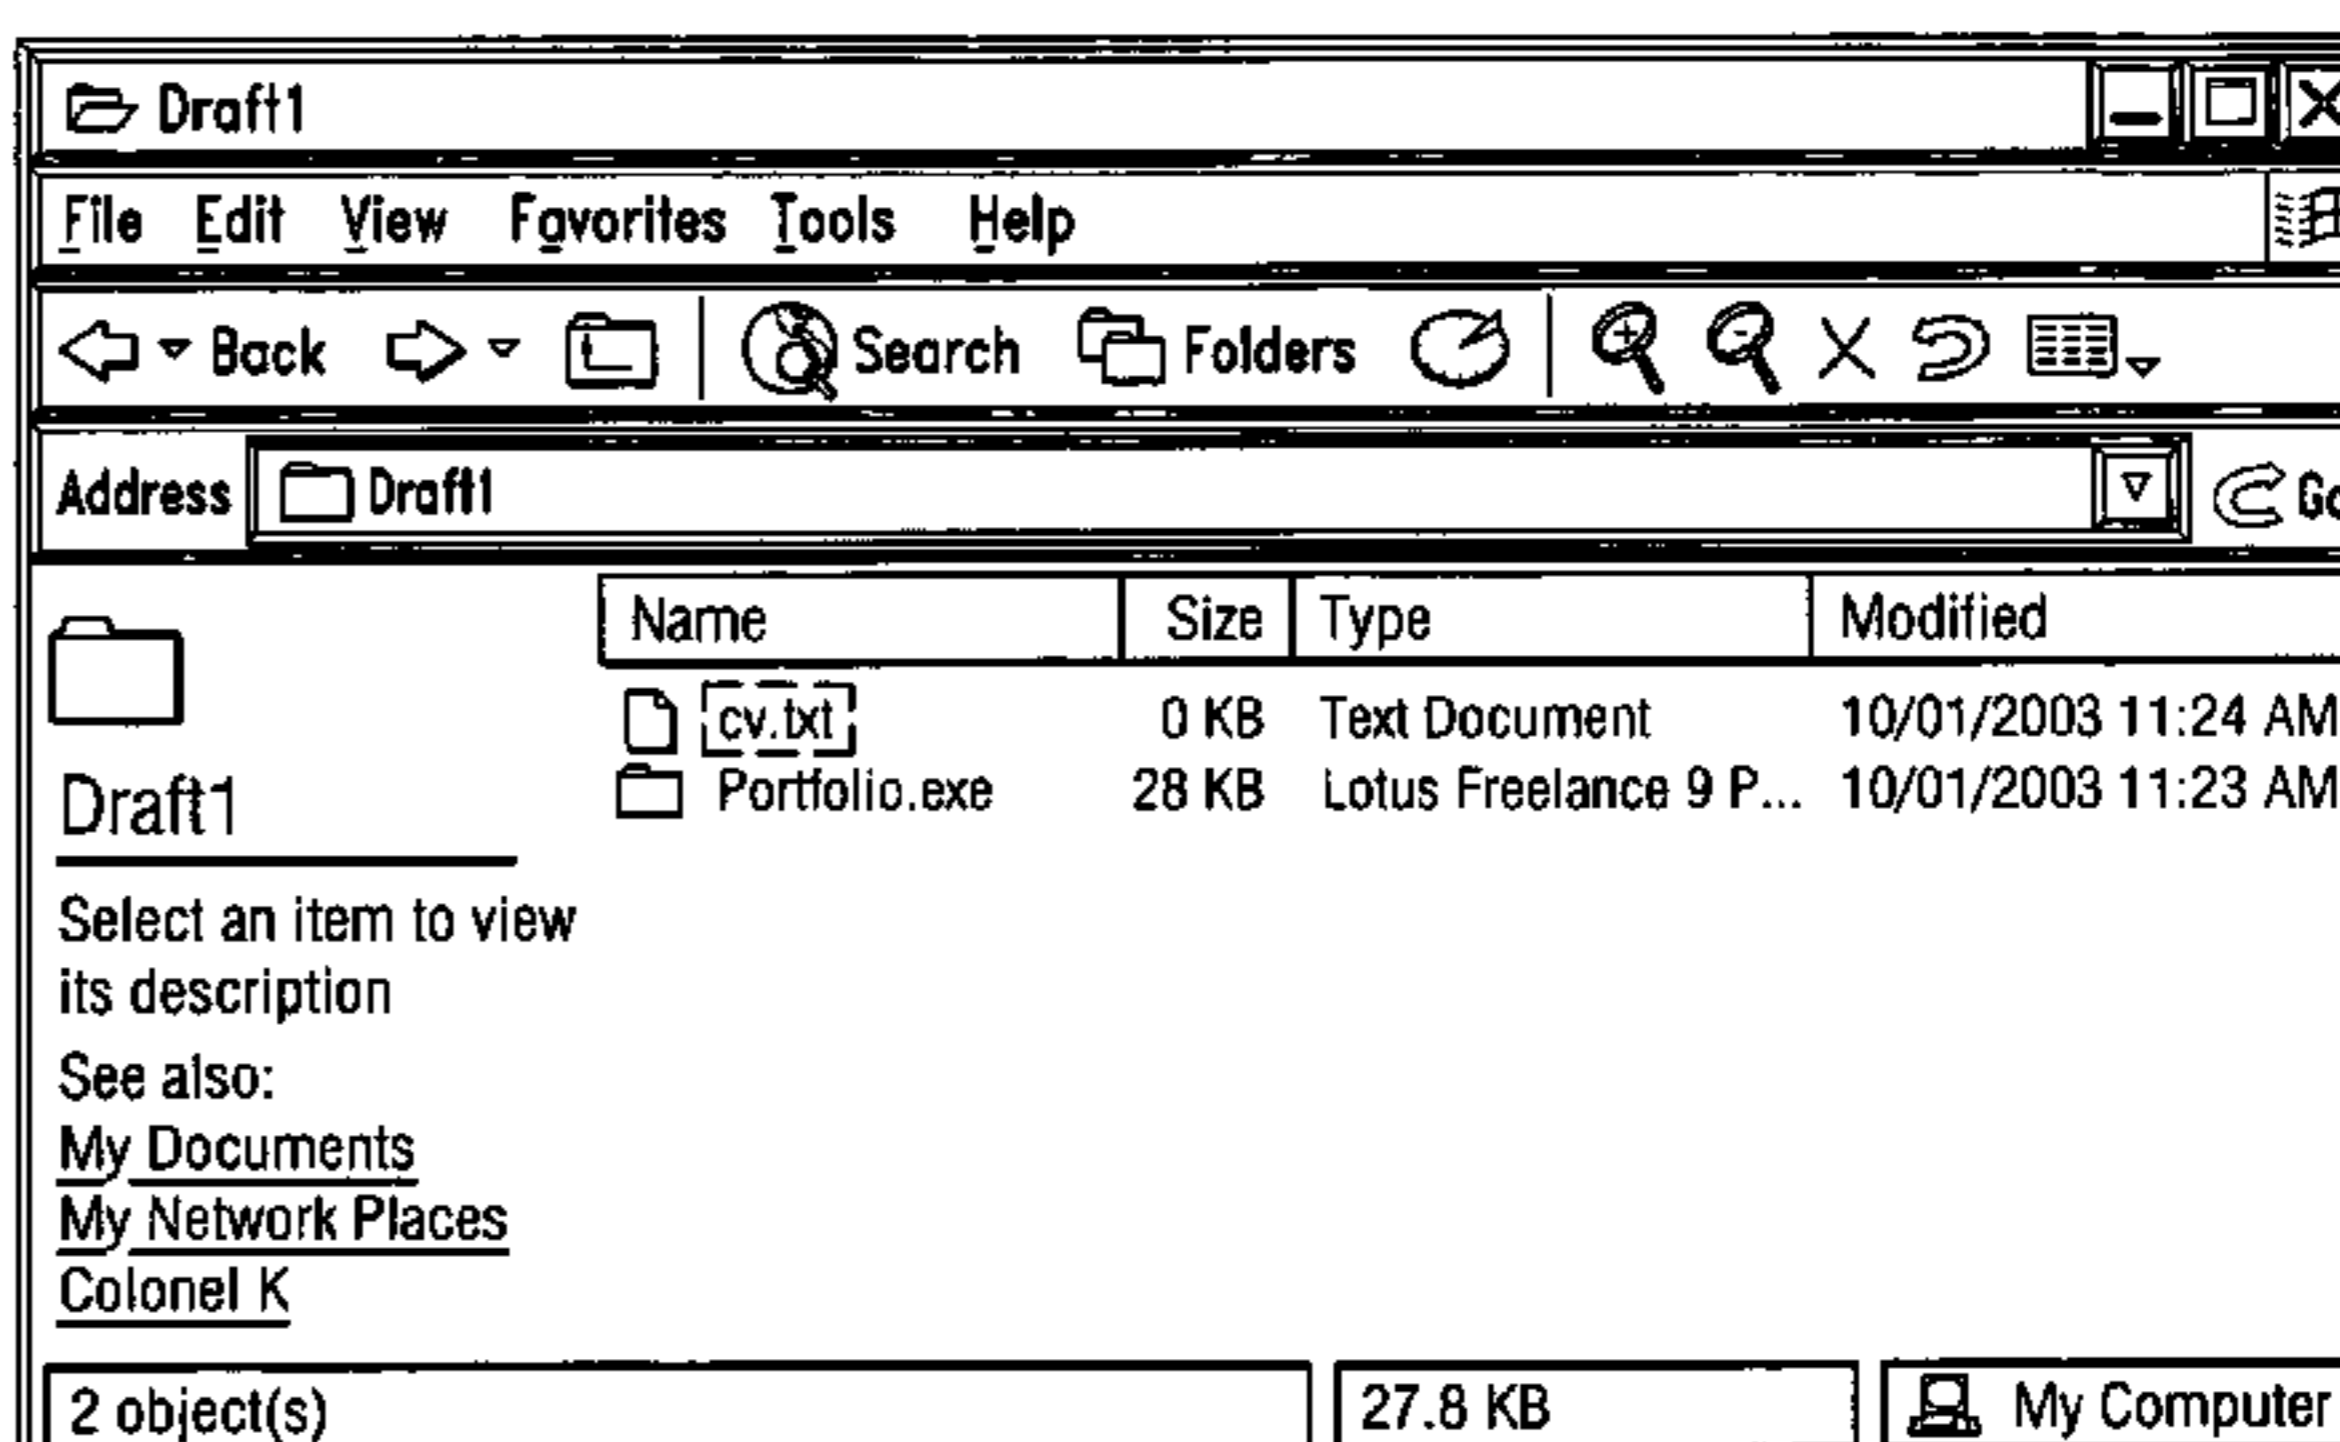 Draft1
File Edit View Favorites Tools Help
Back Search Folders
Address Draft1
Name Size Type Modified
cv.txt 0 KB Text Document 10/01/2003 11:24 AM
Portfolio.exe 28 KB Lotus Freelance 9 P... 10/01/2003 11:23 AM
Draft1
Select an item to view
its description
See also:
My Documents
My Network Places
Colonel K
2 object(s) 27.8 KB My Computer